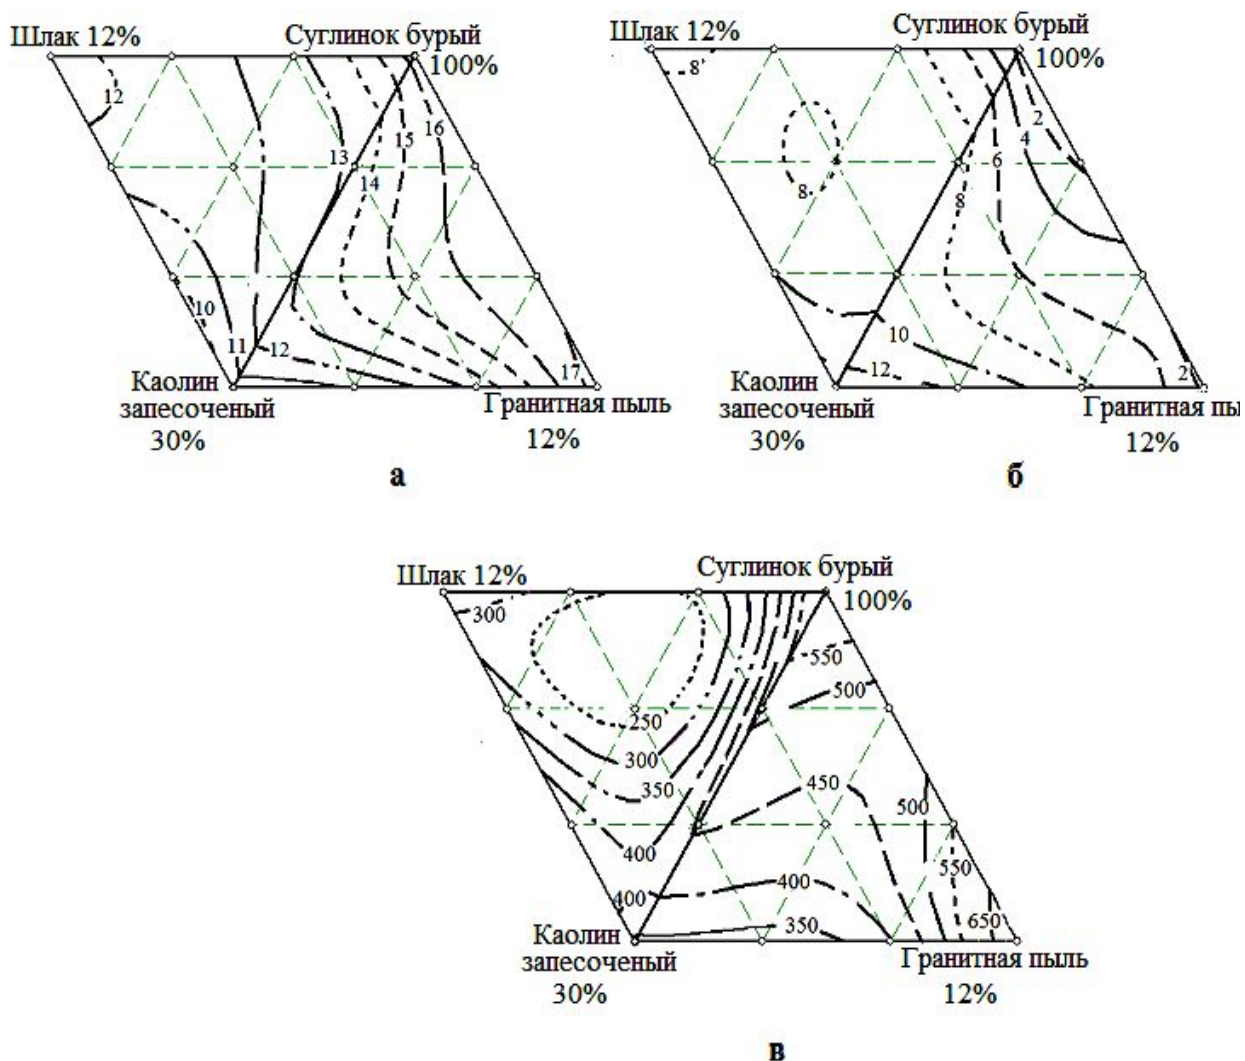 Шлак 12%
Суглинок бурый
100%
12
13
15
16
14
10
11
12
17
Каолин
запесоченый
30%
Гранитная пыль
12%
а
Шлак 12%
Суглинок бурый
100%
8
2
4
6
8
8
10
12
2
Каолин
запесоченый
30%
Гранитная пы
12%
б
Шлак 12%
Суглинок бурый
100%
300
550
500
250
300
350
450
500
400
550
400
400
350
650
Каолин
запесоченый
30%
Гранитная пыль
12%
в